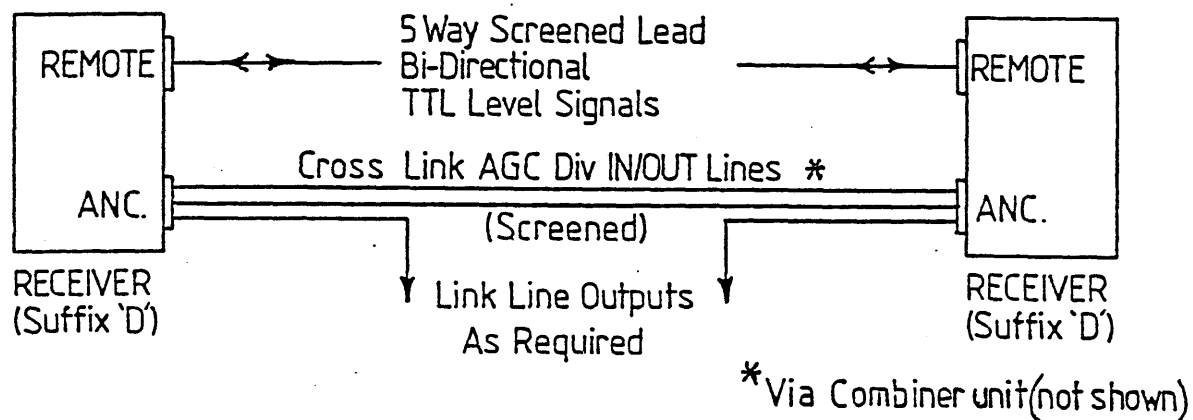 REMOTE
5 Way Screened Lead
Bi-Directional
TTL Level Signals
REMOTE
Cross Link AGC Div IN/OUT Lines *
ANC.
(Screened)
ANC.
RECEIVER
(Suffix 'D')
Link Line Outputs
As Required
RECEIVER
(Suffix 'D')
*Via Combiner unit(not shown)